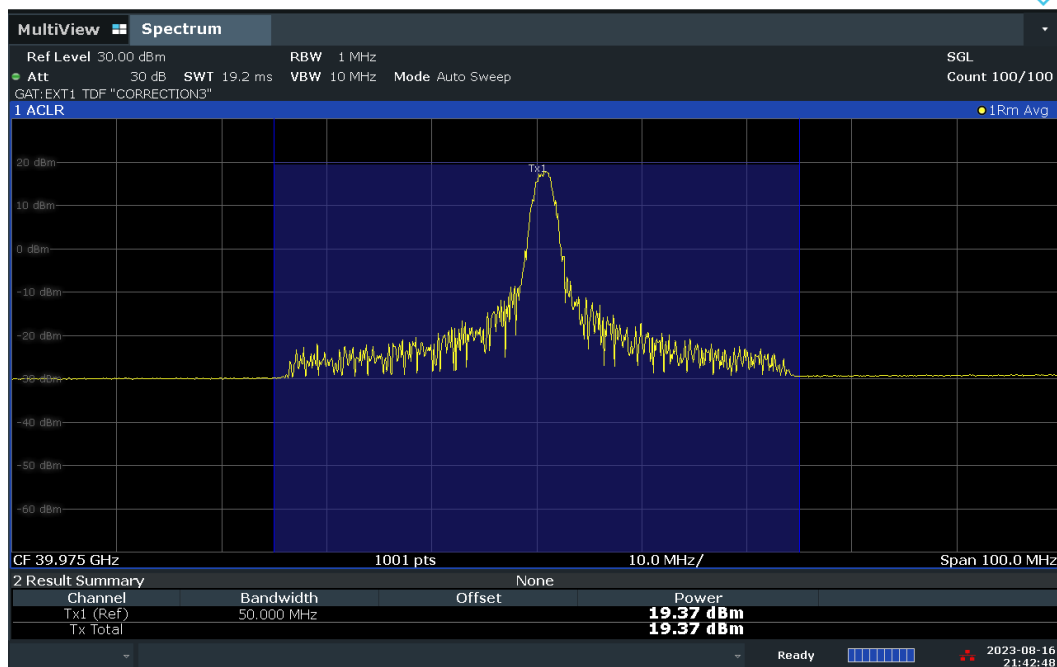 MultiView Spectrum
Ref Level 30.00 dBm RBW 1 MHz SGL
Att 30 dB SWT 19.2 ms VBW 10 MHz Mode Auto Sweep Count 100/100
GAT:EXT1 TDF "CORRECTION3"
1 ACLR 1Rm Avg
Tx1
20 dBm
10 dBm
0 dBm
-10 dBm
-20 dBm
-30 dBm
-40 dBm
-50 dBm
-60 dBm
CF 39.975 GHz 1001 pts 10.0 MHz/ Span 100.0 MHz
2 Result Summary None
Channel Bandwidth Offset Power
Tx1 (Ref) 50.000 MHz 19.37 dBm
Tx Total 19.37 dBm
Ready 2023-08-16
21:42:48